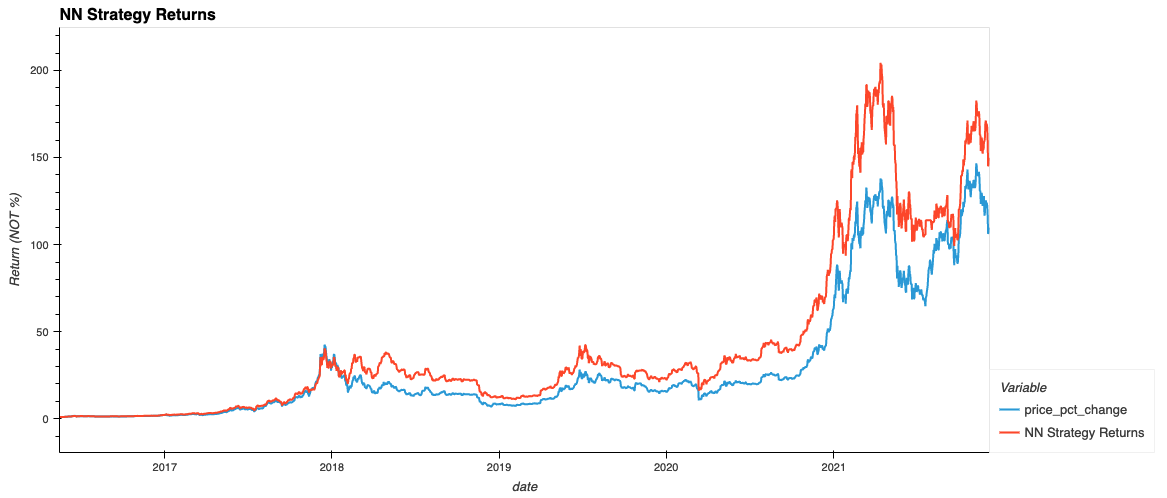 NN Strategy Returns
Return (NOT %)
200
150
100
50
0
2017
2018
2019
2020
2021
date
Variable
price_pct_change
NN Strategy Returns